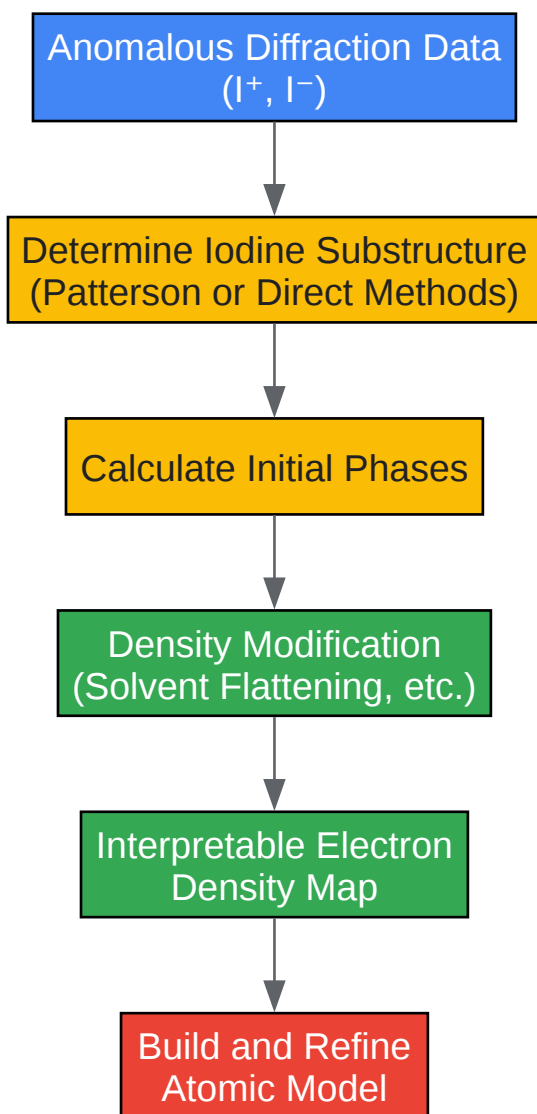 Anomalous Diffraction Data
(I⁺, I⁻)
Determine Iodine Substructure
(Patterson or Direct Methods)
Calculate Initial Phases
Density Modification
(Solvent Flattening, etc.)
Interpretable Electron
Density Map
Build and Refine
Atomic Model